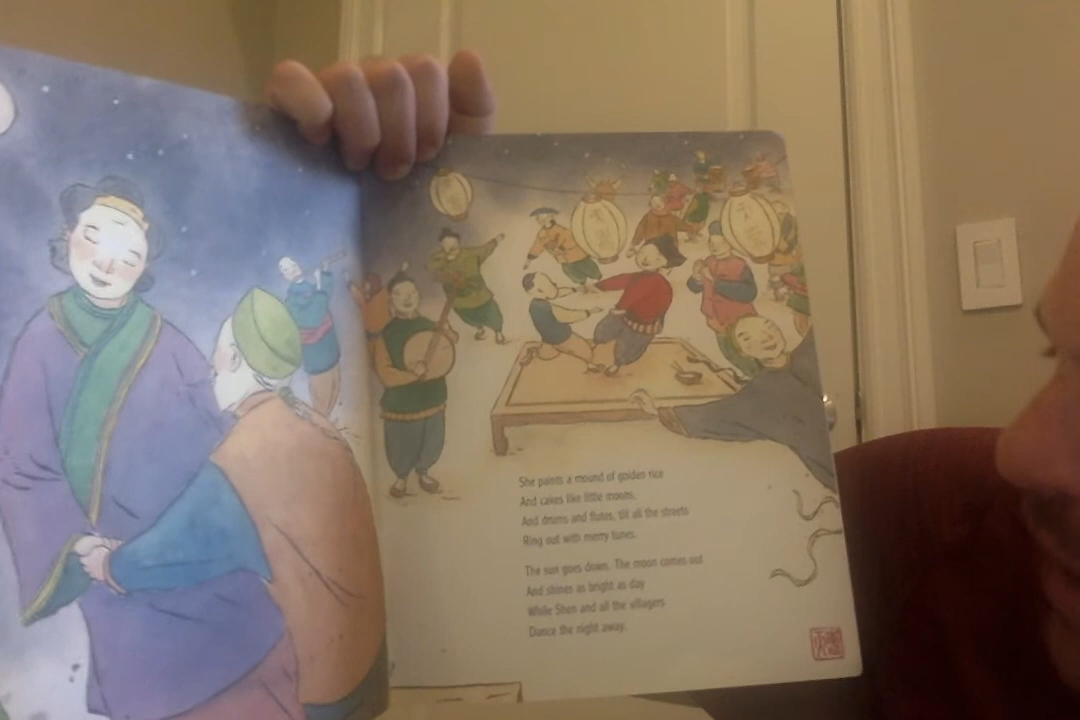 She paints a mound of golden rice
And cakes like little moons,
And drums and flutes, till all the streets
Ring out with merry tunes.
The sun goes down. The moon comes out
And shines as bright as day
While Shen and all the villagers
Dance the night away.